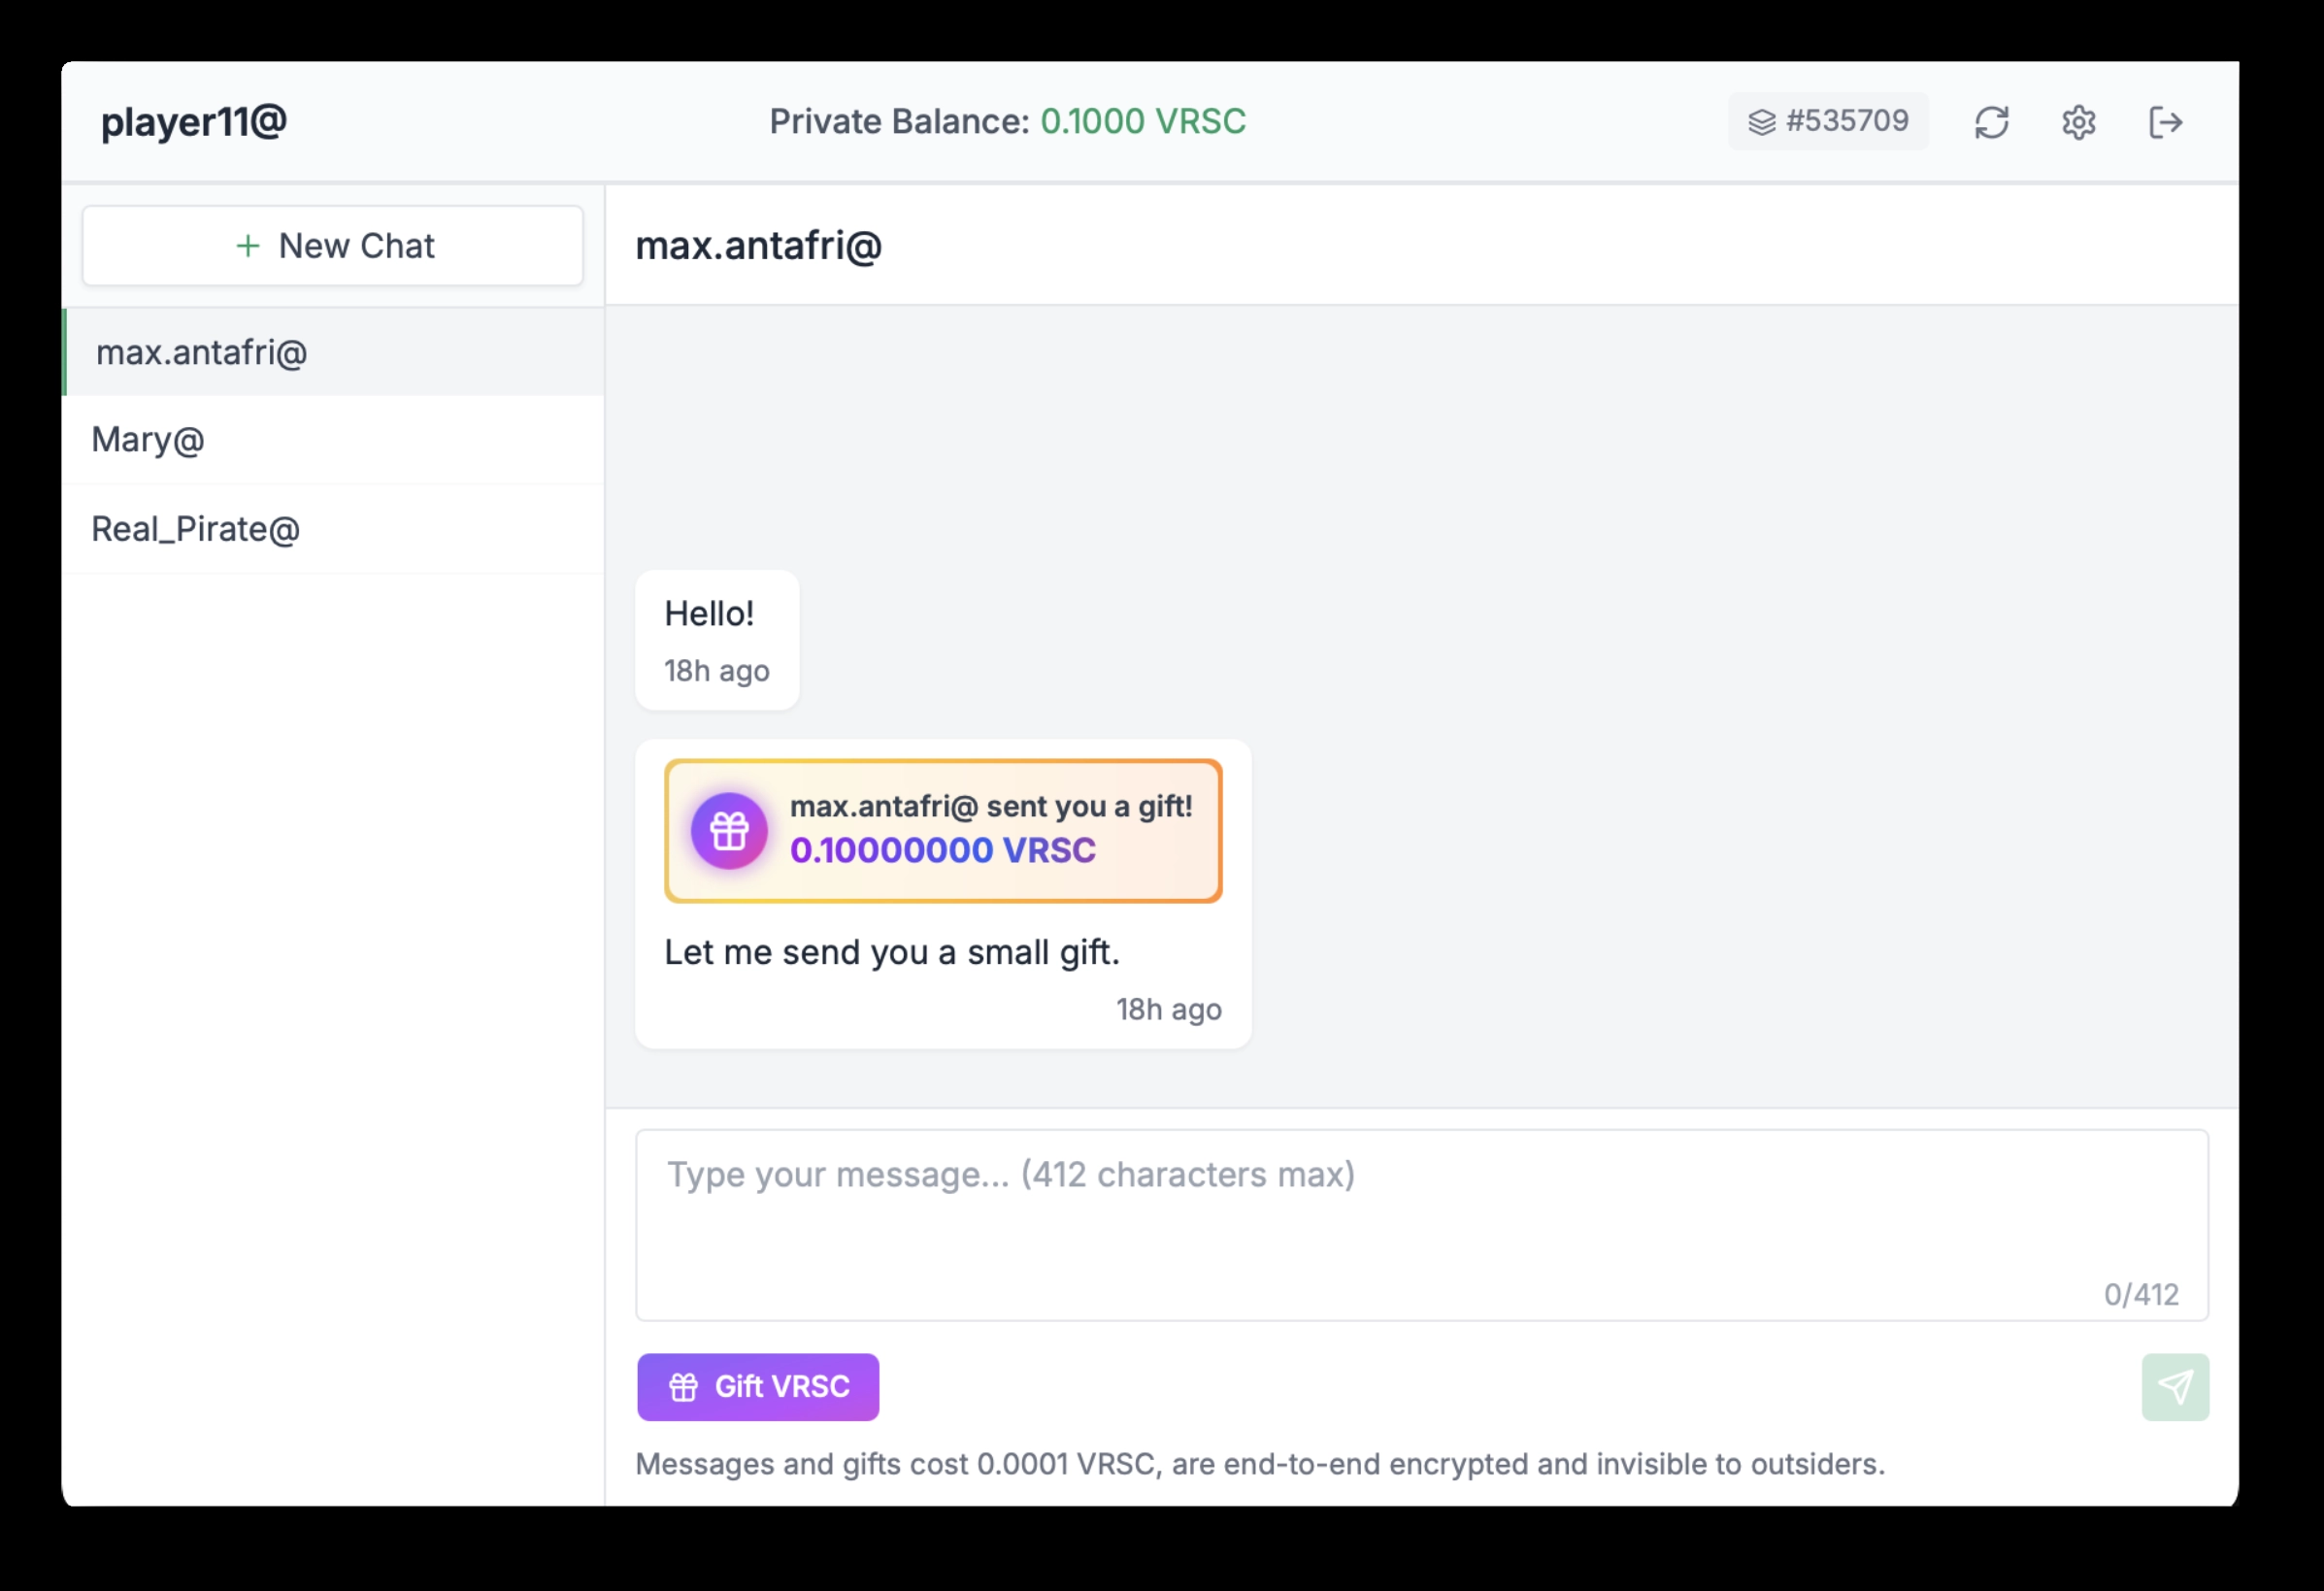 player11@
Private Balance: 0.1000 VRSC
#535709
+ New Chat
max.antafri@
Mary@
Real_Pirate@
max.antafri@
Hello!
18h ago
max.antafri@ sent you a gift!
0.10000000 VRSC
Let me send you a small gift.
18h ago
Type your message... (412 characters max)
0/412
Gift VRSC
Messages and gifts cost 0.0001 VRSC, are end-to-end encrypted and invisible to outsiders.